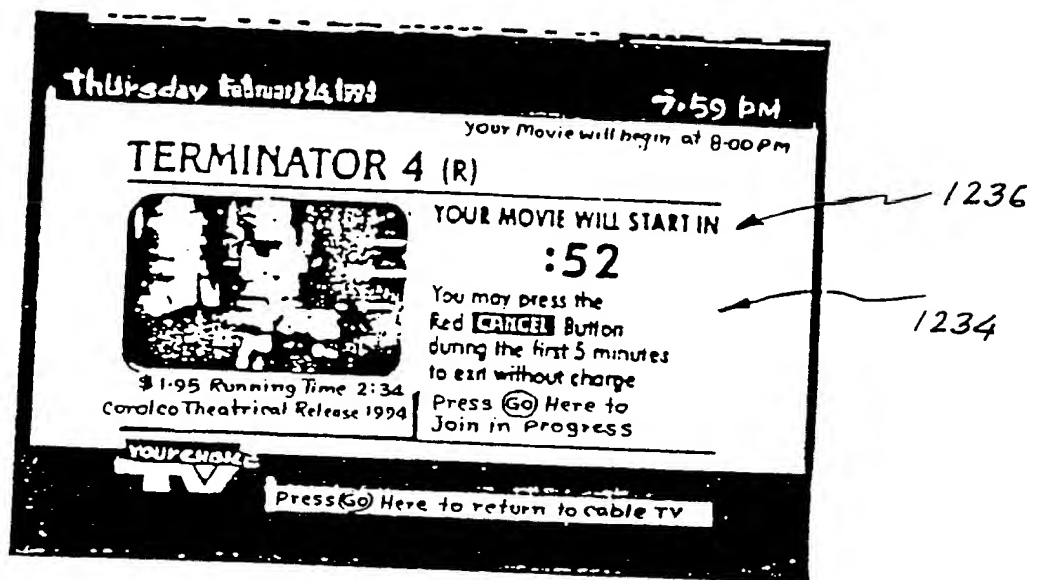 Thursday February 24, 1994
7:59 PM
Your Movie will begin at 8:00 PM
TERMINATOR 4 (R)
YOUR MOVIE WILL START IN
:52
You may press the
Red CANCEL Button
during the first 5 minutes
to exit without charge
Press Go Here to
Join in Progress
$1.95 Running Time 2:34
Corolco Theatrical Release 1994
YOUR CHOICE
TV
Press Go Here to return to cable TV
1236
1234